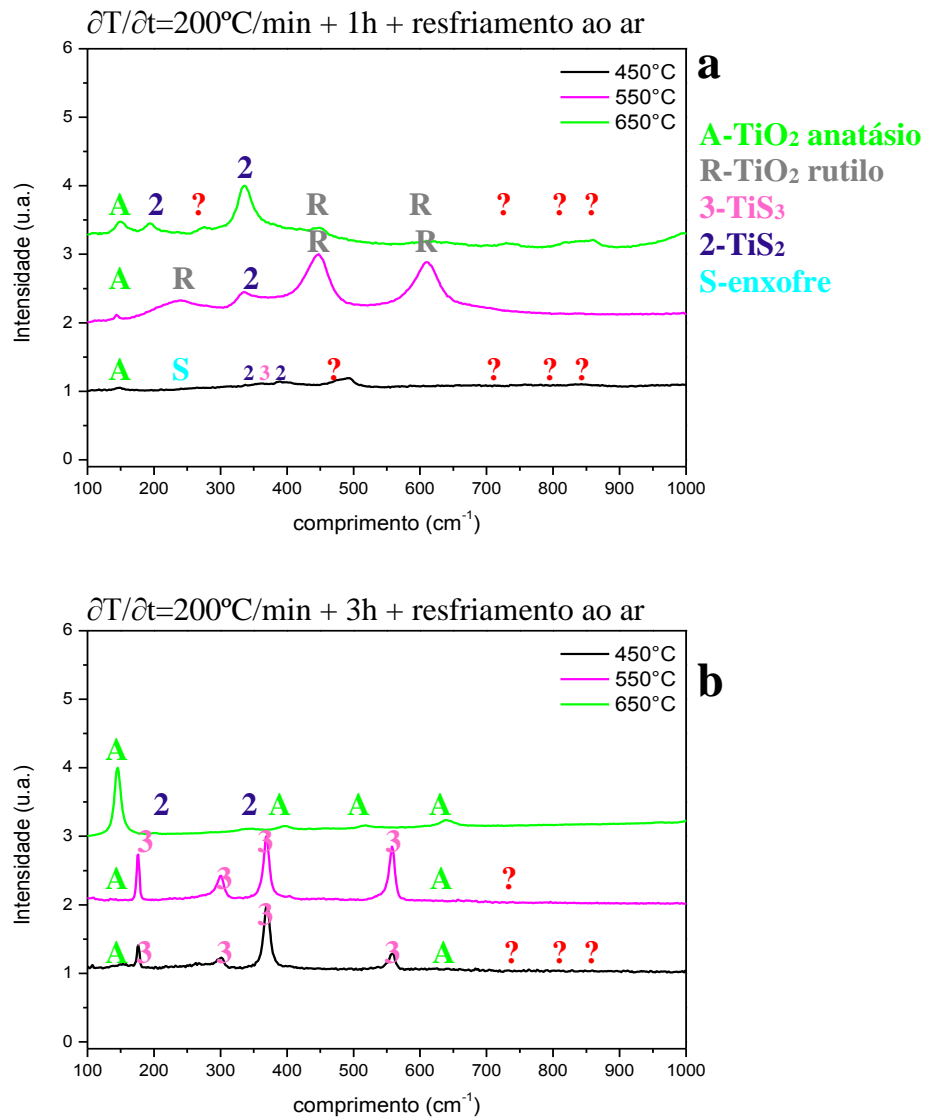 ∂T/∂t=200ºC/min + 1h + resfriamento ao ar
a
6
5
4
3
2
1
0
Intensidade (u.a.)
450°C
550°C
650°C
A 2 ? 2 R R ? ? ?
A R 2 R R
A S 2 3 2 ? ? ? ?
100 200 300 400 500 600 700 800 900 1000
comprimento (cm⁻¹)
A-TiO₂ anatásio
R-TiO₂ rutilo
3-TiS₃
2-TiS₂
S-enxofre
∂T/∂t=200ºC/min + 3h + resfriamento ao ar
b
6
5
4
3
2
1
0
Intensidade (u.a.)
450°C
550°C
650°C
A 2 2 A A A
A 3 3 3 3 A ?
A 3 3 3 3 A ? ? ?
100 200 300 400 500 600 700 800 900 1000
comprimento (cm⁻¹)